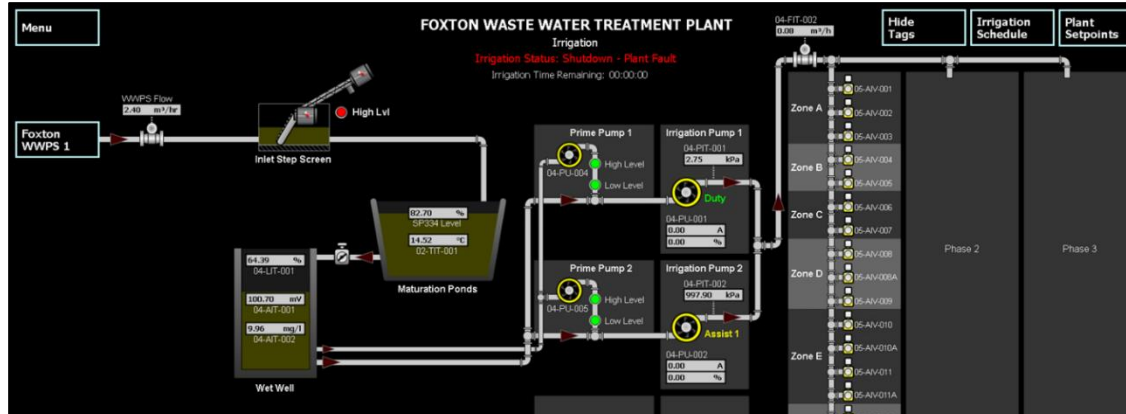 Menu
FOXTON WASTE WATER TREATMENT PLANT
Irrigation
Irrigation Status: Shutdown - Plant Fault
Irrigation Time Remaining: 00:00:00
04-FIT-002
0.08 m³/h
Hide Tags
Irrigation Schedule
Plant Setpoints
WWPS Flow
2.40 m³/hr
High Lvl
Foxton WWPS 1
Inlet Step Screen
82.70 %
SP334 Level
14.52 °C
02-TIT-001
Maturation Ponds
64.39 %
04-LIT-001
100.70 mV
04-AIT-001
9.96 mg/l
04-AIT-002
Wet Well
Prime Pump 1
04-PU-004
High Level
Low Level
Irrigation Pump 1
04-PIT-001
2.75 kPa
Duty
04-PU-001
0.00 A
0.00 %
Prime Pump 2
04-PU-005
High Level
Low Level
Irrigation Pump 2
04-PIT-002
997.90 kPa
Assist 1
04-PU-002
0.00 A
0.00 %
Zone A
05-AIV-001
05-AIV-002
05-AIV-003
Zone B
05-AIV-004
05-AIV-005
Zone C
05-AIV-006
05-AIV-007
Zone D
05-AIV-008
05-AIV-008A
05-AIV-009
Zone E
05-AIV-010
05-AIV-010A
05-AIV-011
05-AIV-011A
Phase 2
Phase 3